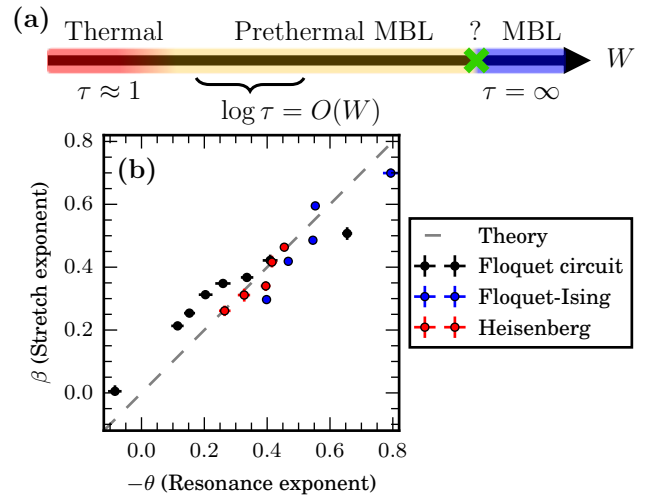 (a)
Thermal Prethermal MBL ? MBL
W
τ ≈ 1 τ = ∞
log τ = O(W)
(b)
0.8
0.6
0.4
0.2
0.0
β (Stretch exponent)
0.0 0.2 0.4 0.6 0.8
−θ (Resonance exponent)
Theory
Floquet circuit
Floquet-Ising
Heisenberg